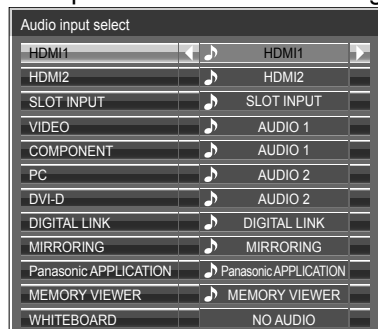 Audio input select
HDMI1 HDMI1
HDMI2 HDMI2
SLOT INPUT SLOT INPUT
VIDEO AUDIO 1
COMPONENT AUDIO 1
PC AUDIO 2
DVI-D AUDIO 2
DIGITAL LINK DIGITAL LINK
MIRRORING MIRRORING
Panasonic APPLICATION Panasonic APPLICATION
MEMORY VIEWER MEMORY VIEWER
WHITEBOARD NO AUDIO